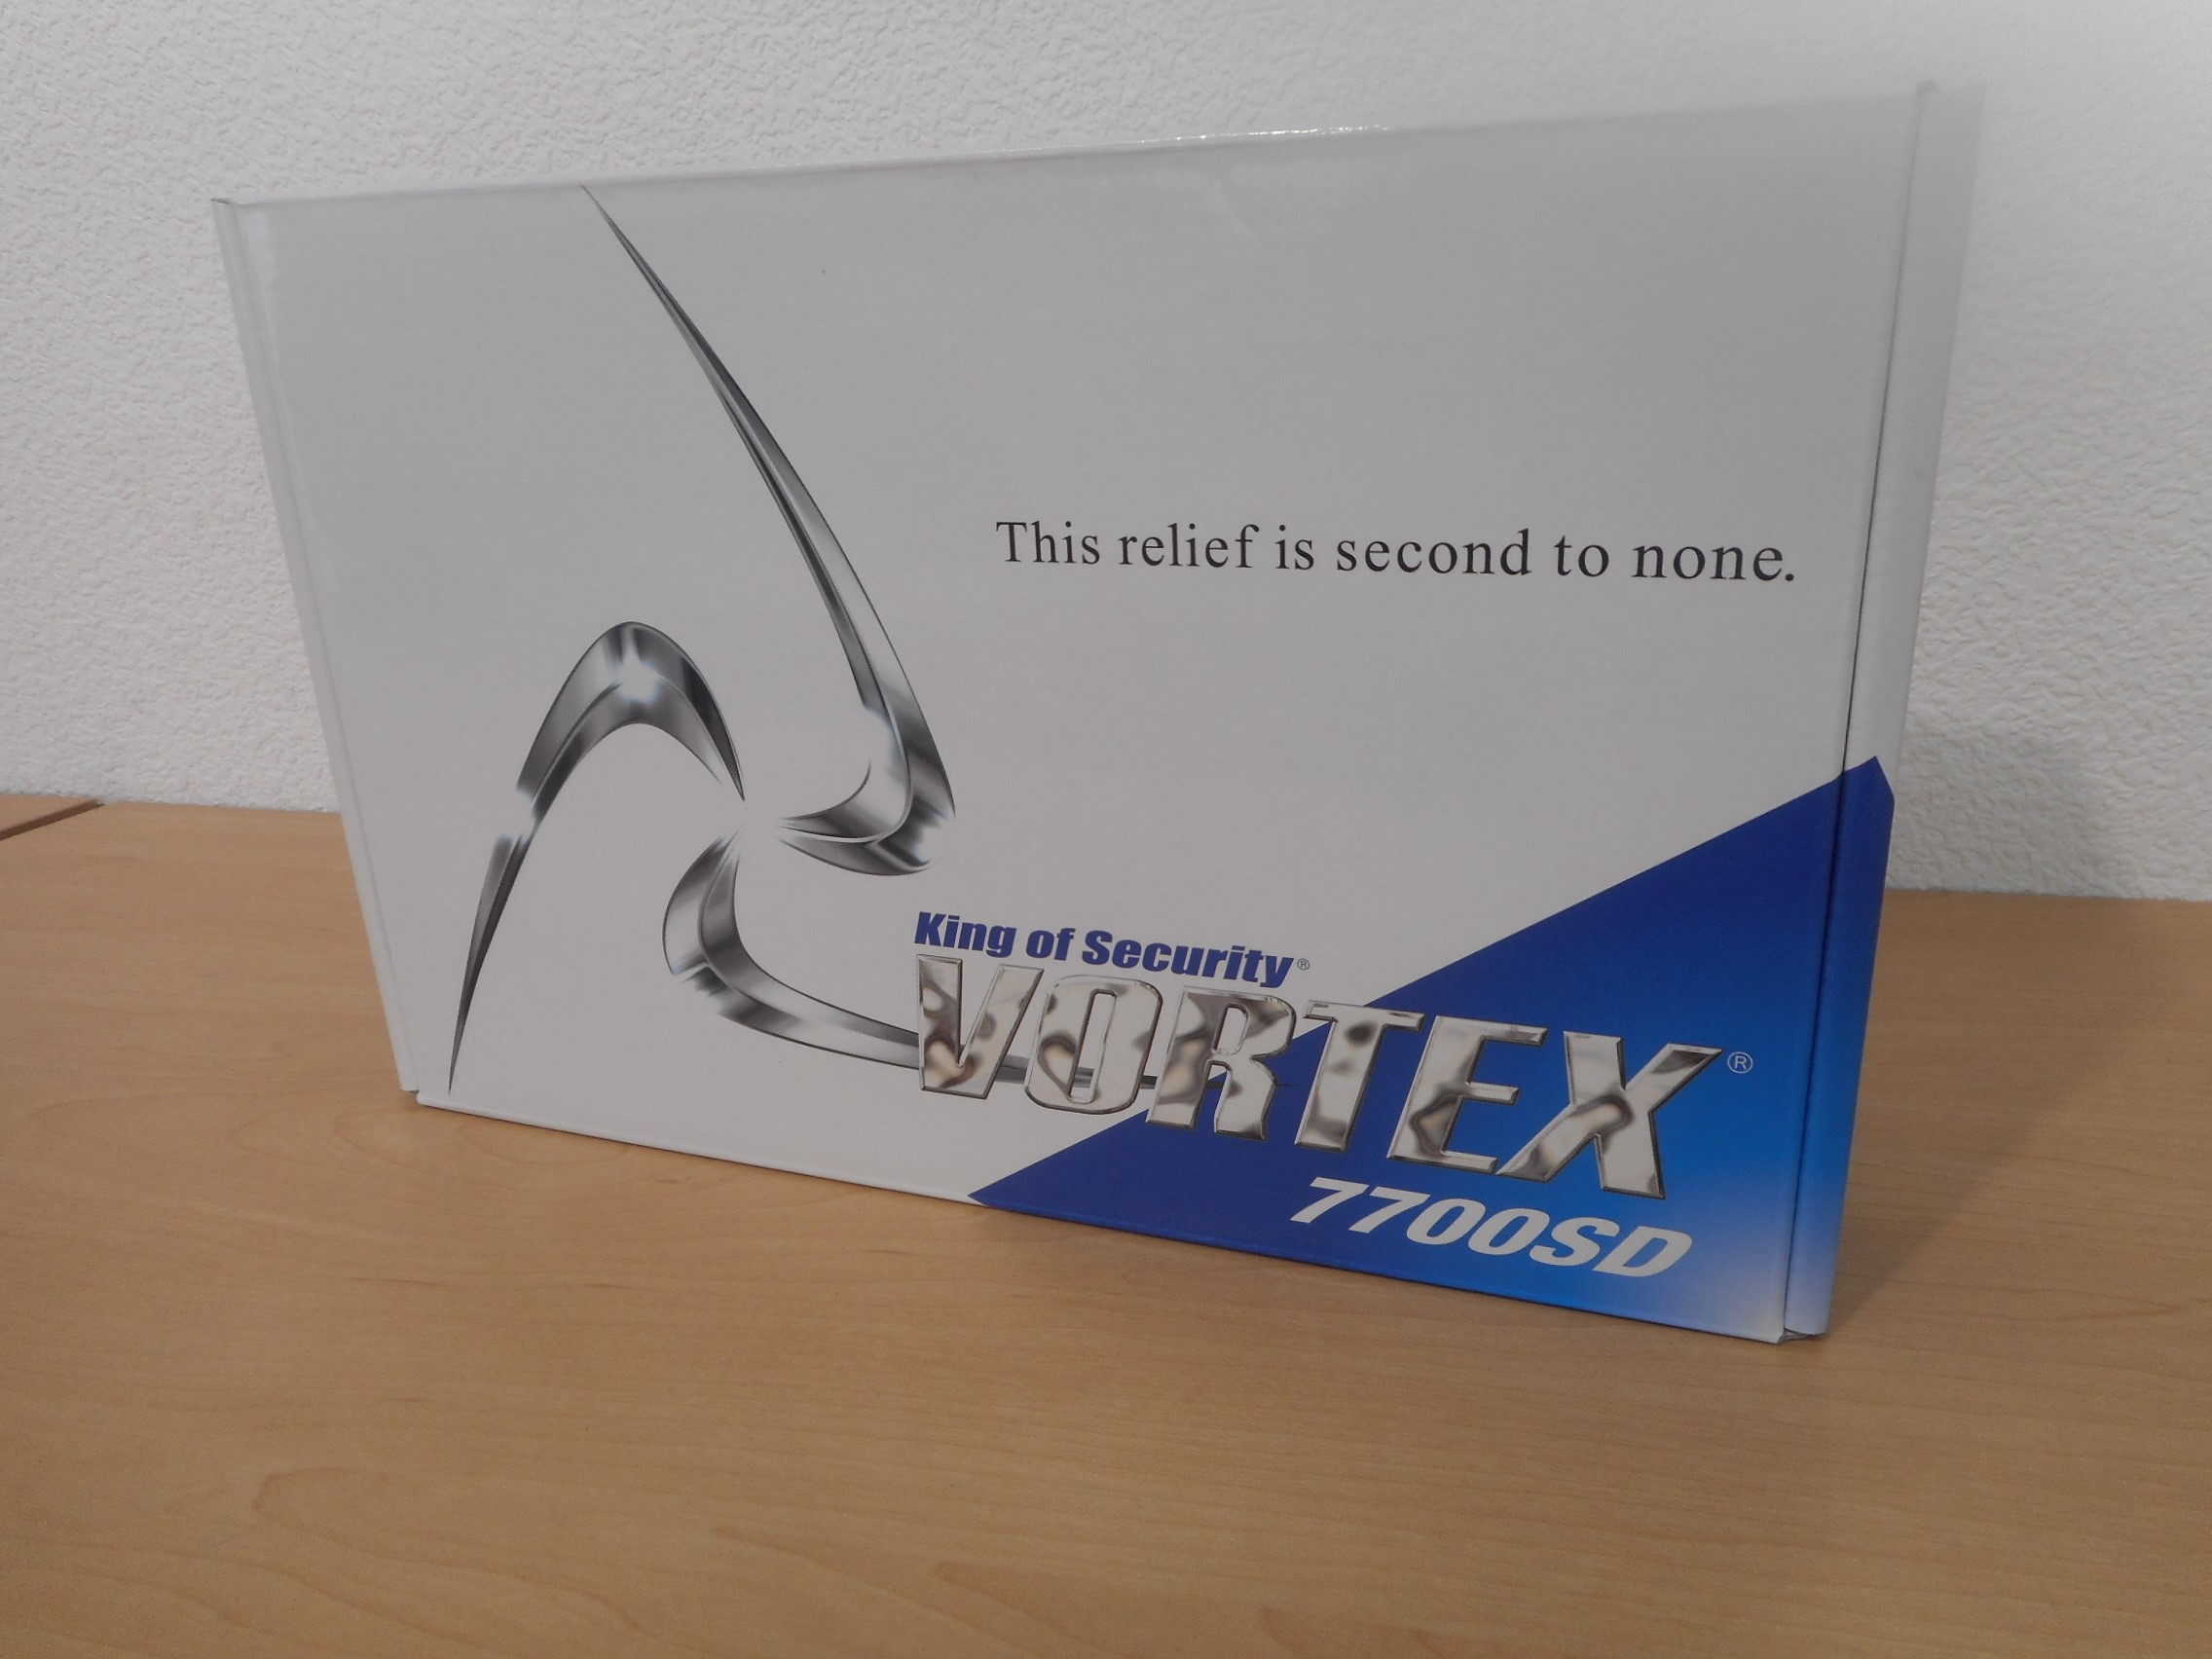 This relief is second to none.
King of Security®
VORTEX®
7700SD